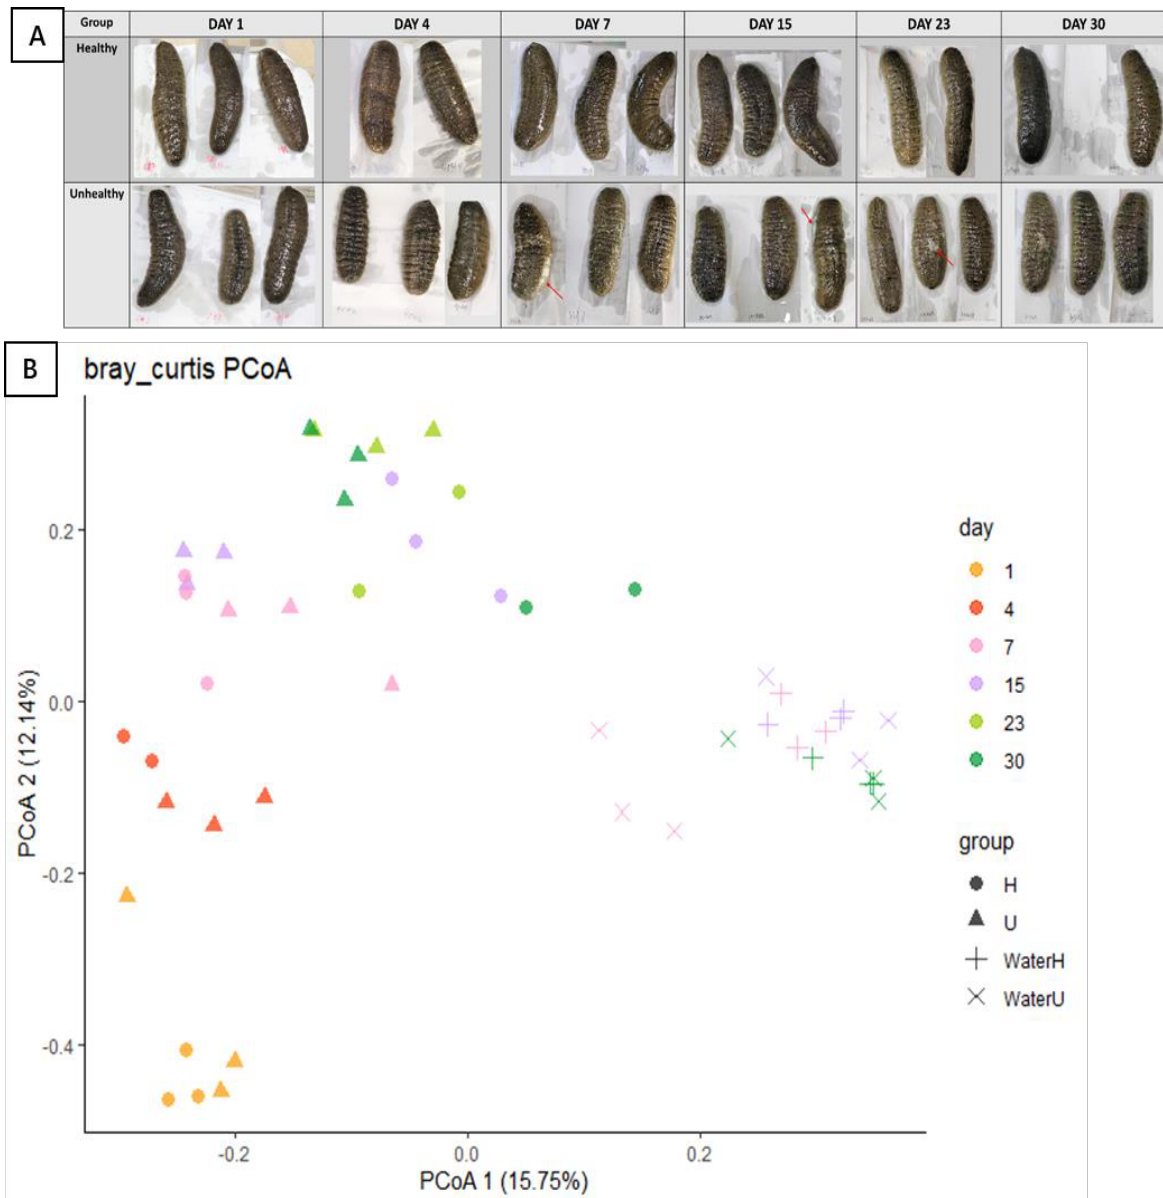 A
Group DAY 1 DAY 4 DAY 7 DAY 15 DAY 23 DAY 30
Healthy
Unhealthy
B
bray_curtis PCoA
day
1
4
7
15
23
30
group
H
U
WaterH
WaterU
0.2
0.0
-0.2
-0.4
PCoA 2 (12.14%)
-0.2 0.0 0.2
PCoA 1 (15.75%)